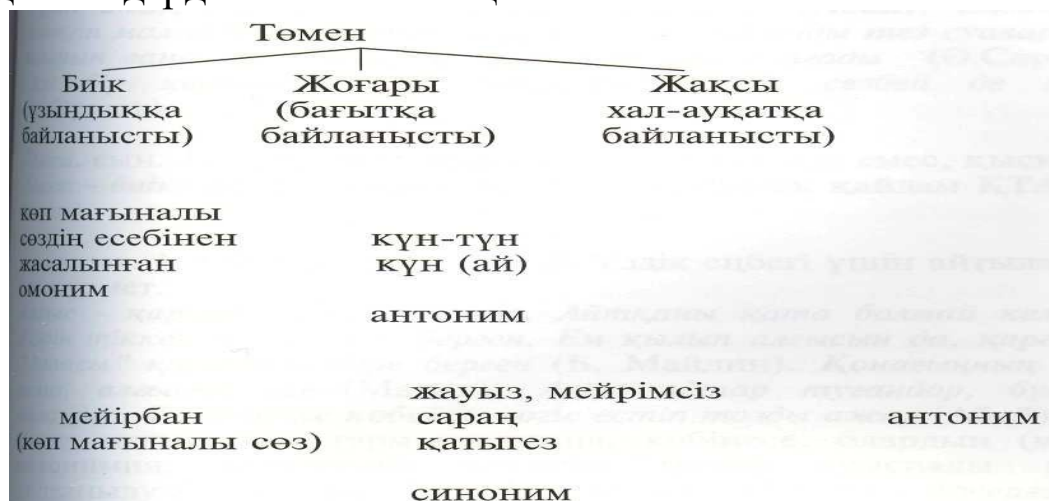 Төмен
Биік Жоғары Жақсы
(ұзындыққа (бағытқа хал-ауқатқа
байланысты) байланысты) байланысты)
көп мағыналы
сөздің есебінен күн-түн
жасалынған күн (ай)
омоним
антоним
жауыз, мейрімсіз
мейірбан сараң антоним
(көп мағыналы сөз) қатыгез
синоним